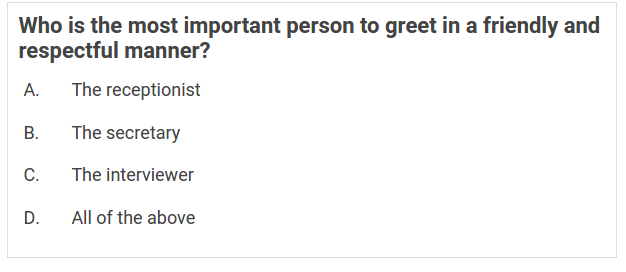 Who is the most important person to greet in a friendly and
respectful manner?
A. The receptionist
B. The secretary
C. The interviewer
D. All of the above